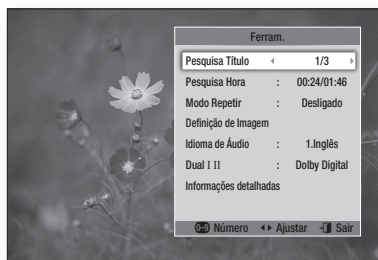 Ferram.
Pesquisa Título ◂ 1/3 ▸
Pesquisa Hora : 00:24/01:46
Modo Repetir : Desligado
Definição de Imagem
Idioma de Áudio : 1.Inglês
Dual I II : Dolby Digital
Informações detalhadas
0~9 Número ◂▸ Ajustar Sair